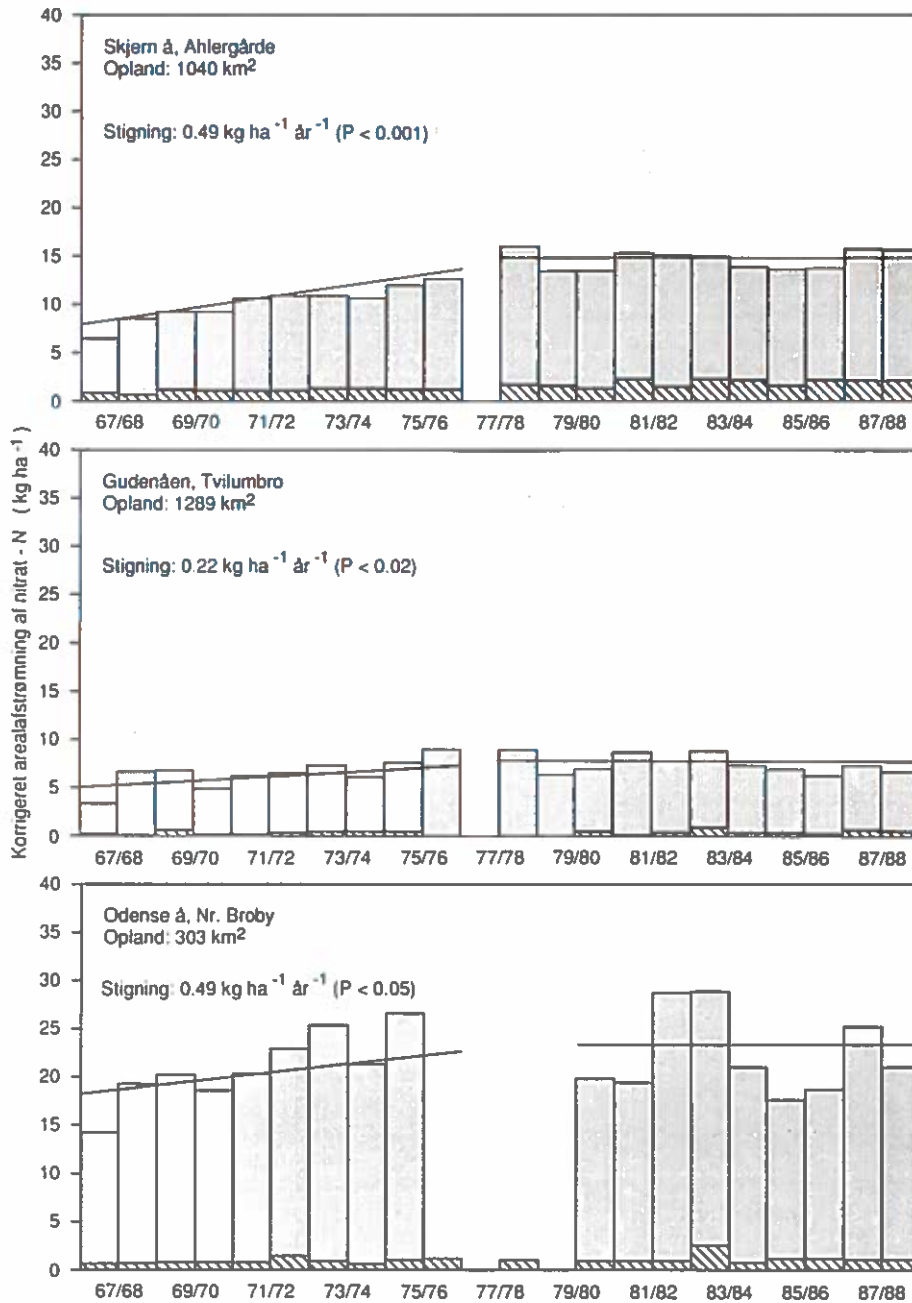 Korrigeret arealafstrømning af nitrat - N ( kg ha⁻¹ )
40
35
30
25
20
15
10
5
0
Skjern å, Ahlergårde
Opland: 1040 km²
Stigning: 0.49 kg ha⁻¹ år⁻¹ (P < 0.001)
67/68 69/70 71/72 73/74 75/76 77/78 79/80 81/82 83/84 85/86 87/88
40
35
30
25
20
15
10
5
0
Gudenåen, Tvilumbro
Opland: 1289 km²
Stigning: 0.22 kg ha⁻¹ år⁻¹ (P < 0.02)
67/68 69/70 71/72 73/74 75/76 77/78 79/80 81/82 83/84 85/86 87/88
40
35
30
25
20
15
10
5
0
Odense å, Nr. Broby
Opland: 303 km²
Stigning: 0.49 kg ha⁻¹ år⁻¹ (P < 0.05)
67/68 69/70 71/72 73/74 75/76 77/78 79/80 81/82 83/84 85/86 87/88